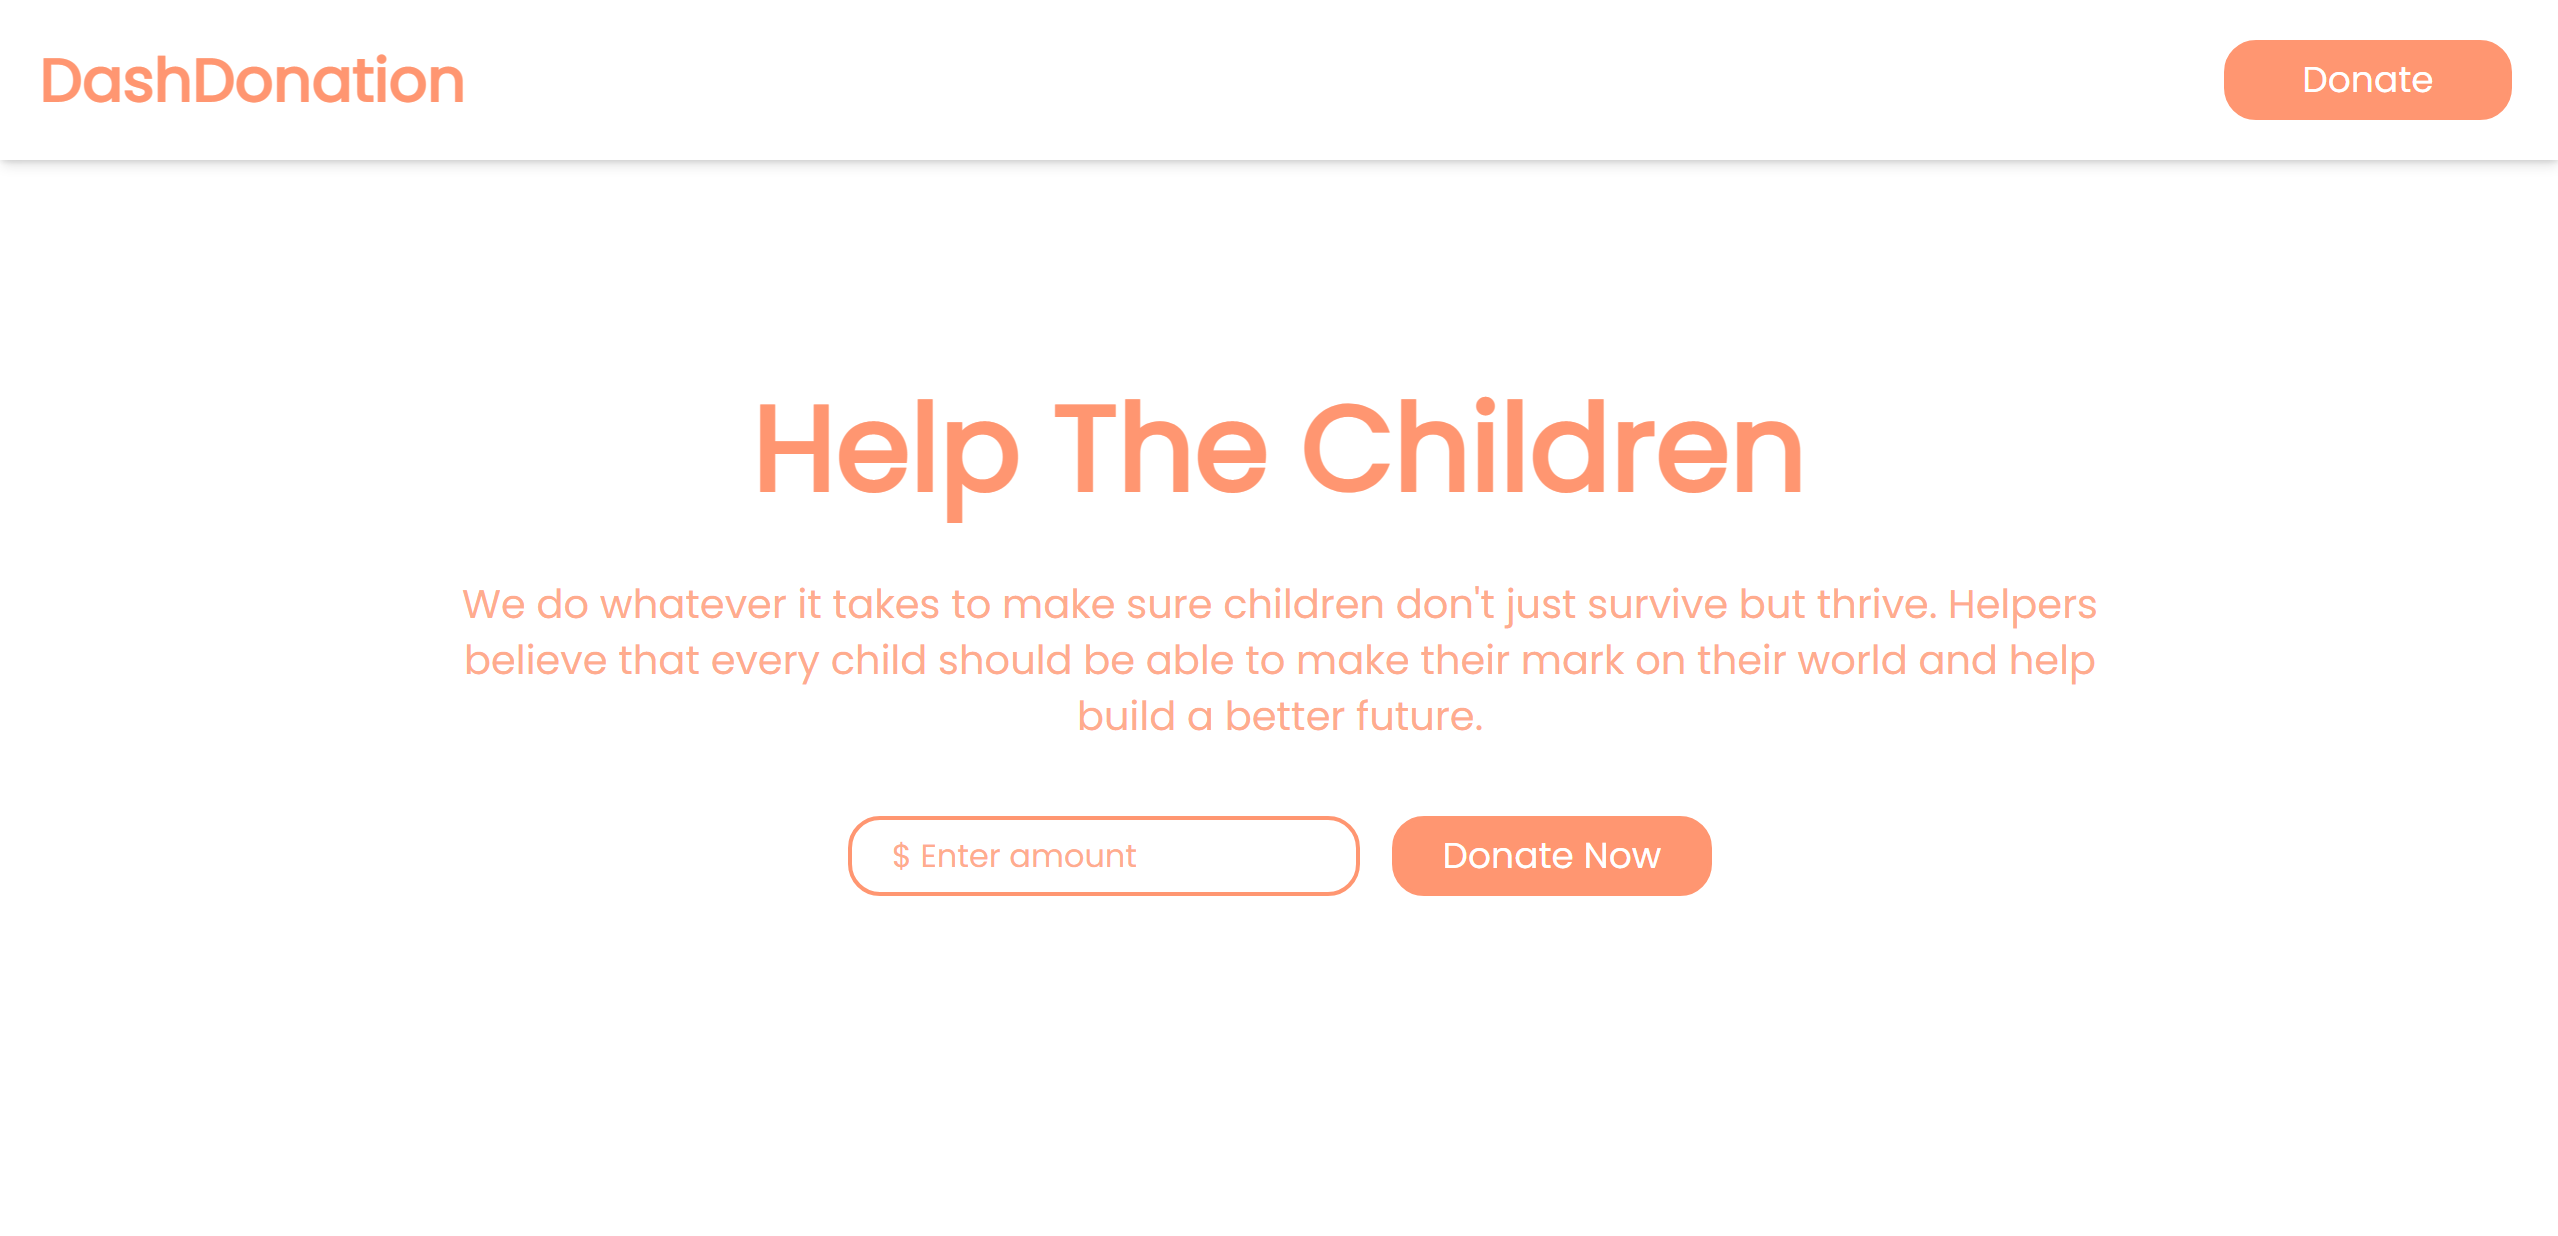 DashDonation
Donate
Help The Children
We do whatever it takes to make sure children don't just survive but thrive. Helpers
believe that every child should be able to make their mark on their world and help
build a better future.
$ Enter amount
Donate Now